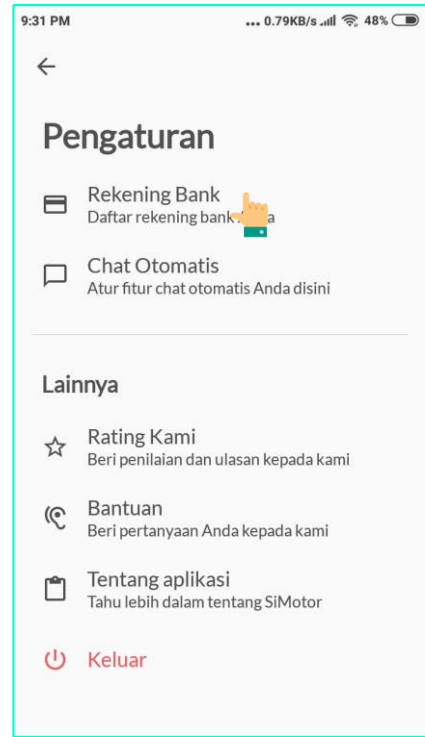 9:31 PM ... 0.79KB/s 48%
Pengaturan
Rekening Bank
Daftar rekening bank
Chat Otomatis
Atur fitur chat otomatis Anda disini
Lainnya
Rating Kami
Beri penilaian dan ulasan kepada kami
Bantuan
Beri pertanyaan Anda kepada kami
Tentang aplikasi
Tahu lebih dalam tentang SiMotor
Keluar